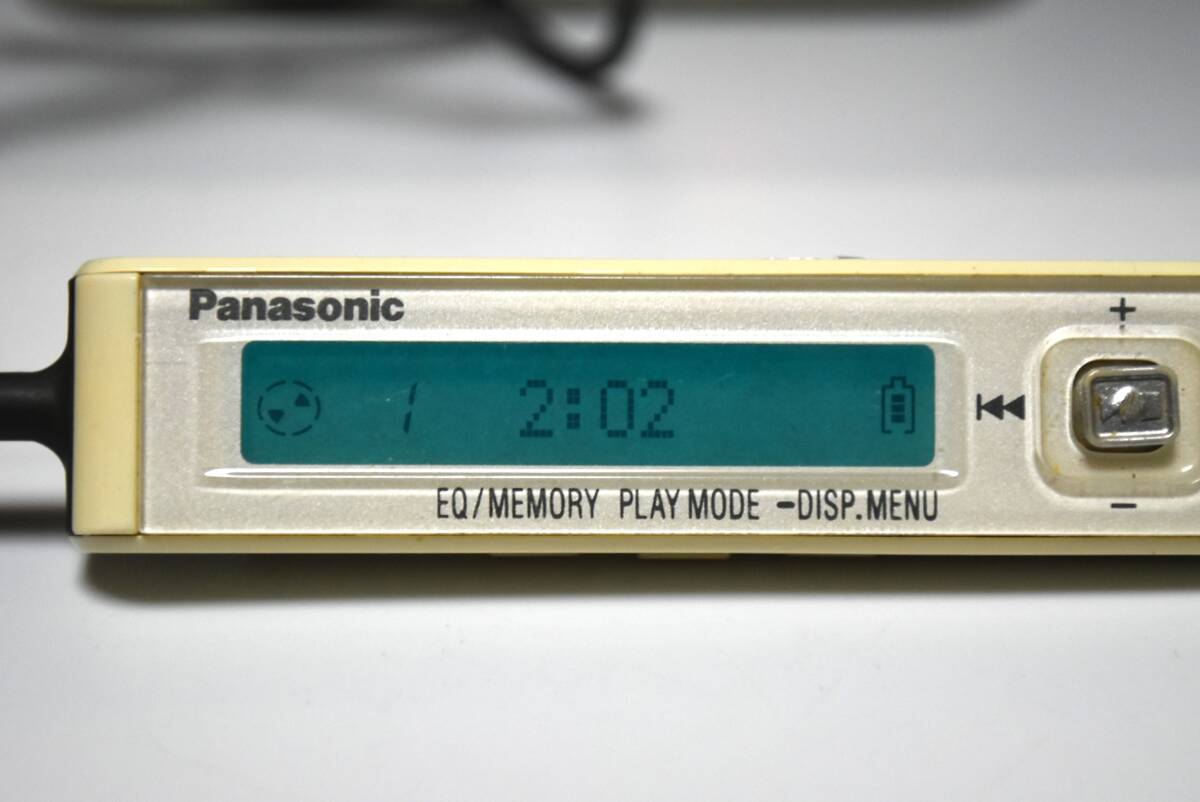 Panasonic
1 2:02
+
−
EQ/MEMORY PLAY MODE −DISP.MENU